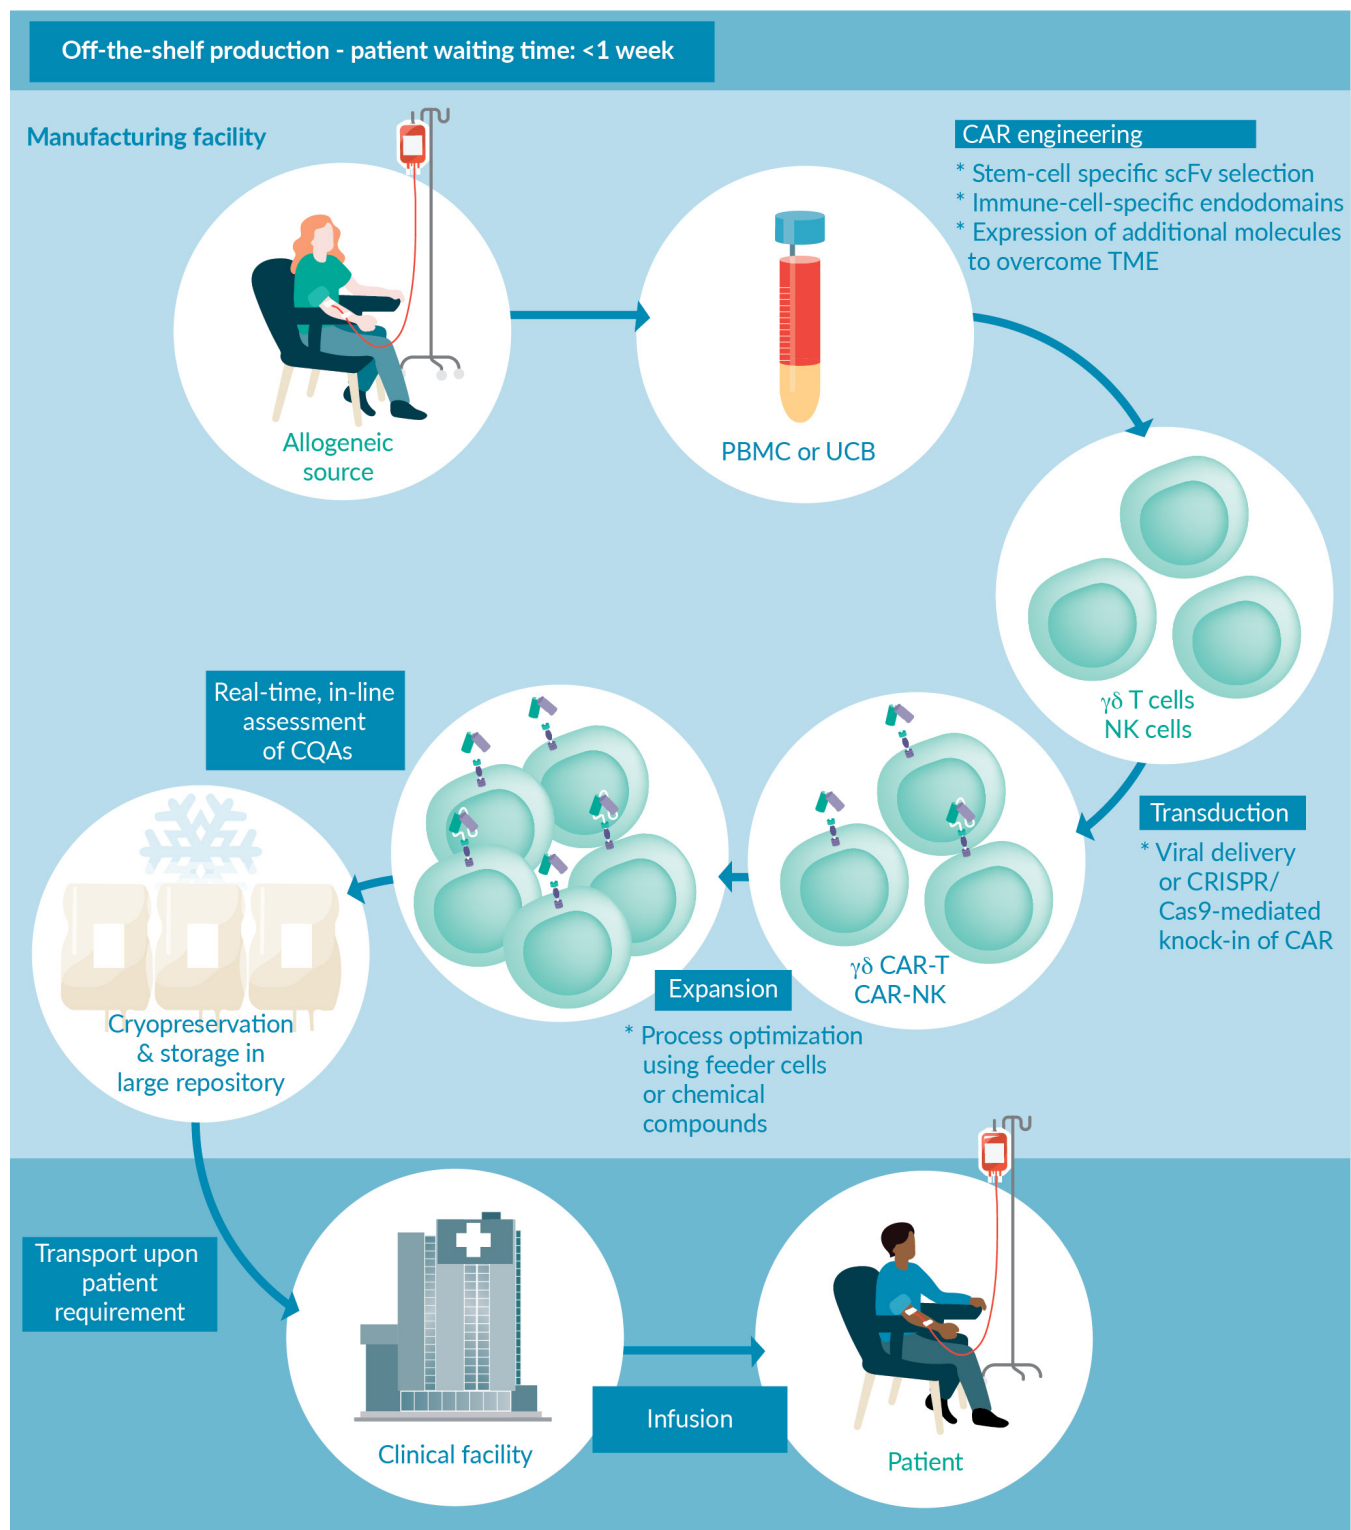 Off-the-shelf production - patient waiting time: <1 week
Manufacturing facility
CAR engineering
* Stem-cell specific scFv selection
* Immune-cell-specific endodomains
* Expression of additional molecules
to overcome TME
Allogeneic
source
PBMC or UCB
γδ T cells
NK cells
Transduction
* Viral delivery
or CRISPR/
Cas9-mediated
knock-in of CAR
γδ CAR-T
CAR-NK
Expansion
* Process optimization
using feeder cells
or chemical
compounds
Real-time, in-line
assessment
of CQAs
Cryopreservation
& storage in
large repository
Transport upon
patient
requirement
Clinical facility
Infusion
Patient